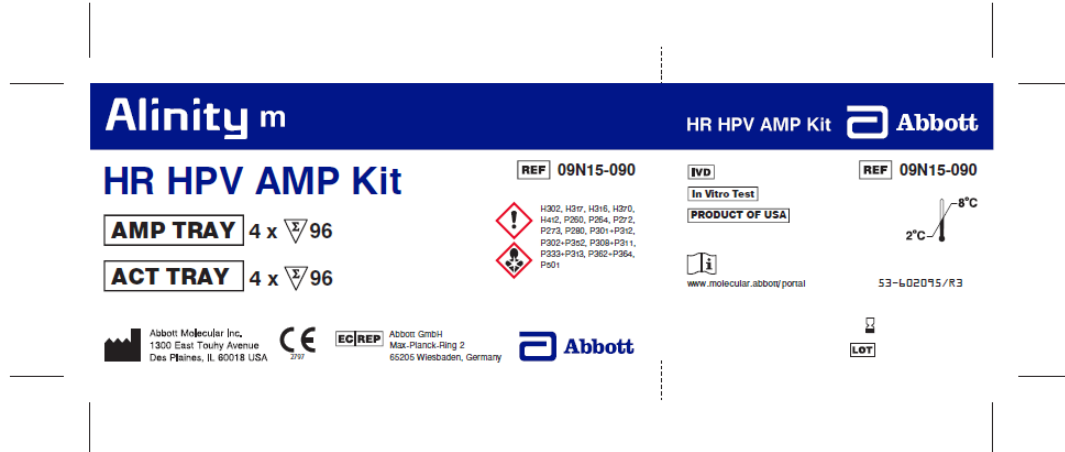 Alinity m
HR HPV AMP Kit
Abbott
HR HPV AMP Kit
REF 09N15-090
AMP TRAY 4 x Σ 96
ACT TRAY 4 x Σ 96
H302, H317, H316, H370,
H412, P260, P264, P272,
P273, P280, P301+P312,
P302+P352, P308+P311,
P333+P313, P362+P364,
P501
Abbott Molecular Inc.
1300 East Touhy Avenue
Des Plaines, IL 60018 USA
CE
2797
EC REP
Abbott GmbH
Max-Planck-Ring 2
65205 Wiesbaden, Germany
Abbott
IVD
In Vitro Test
PRODUCT OF USA
i
www.molecular.abbott/portal
REF 09N15-090
8°C
2°C
53-602095/R3
LOT